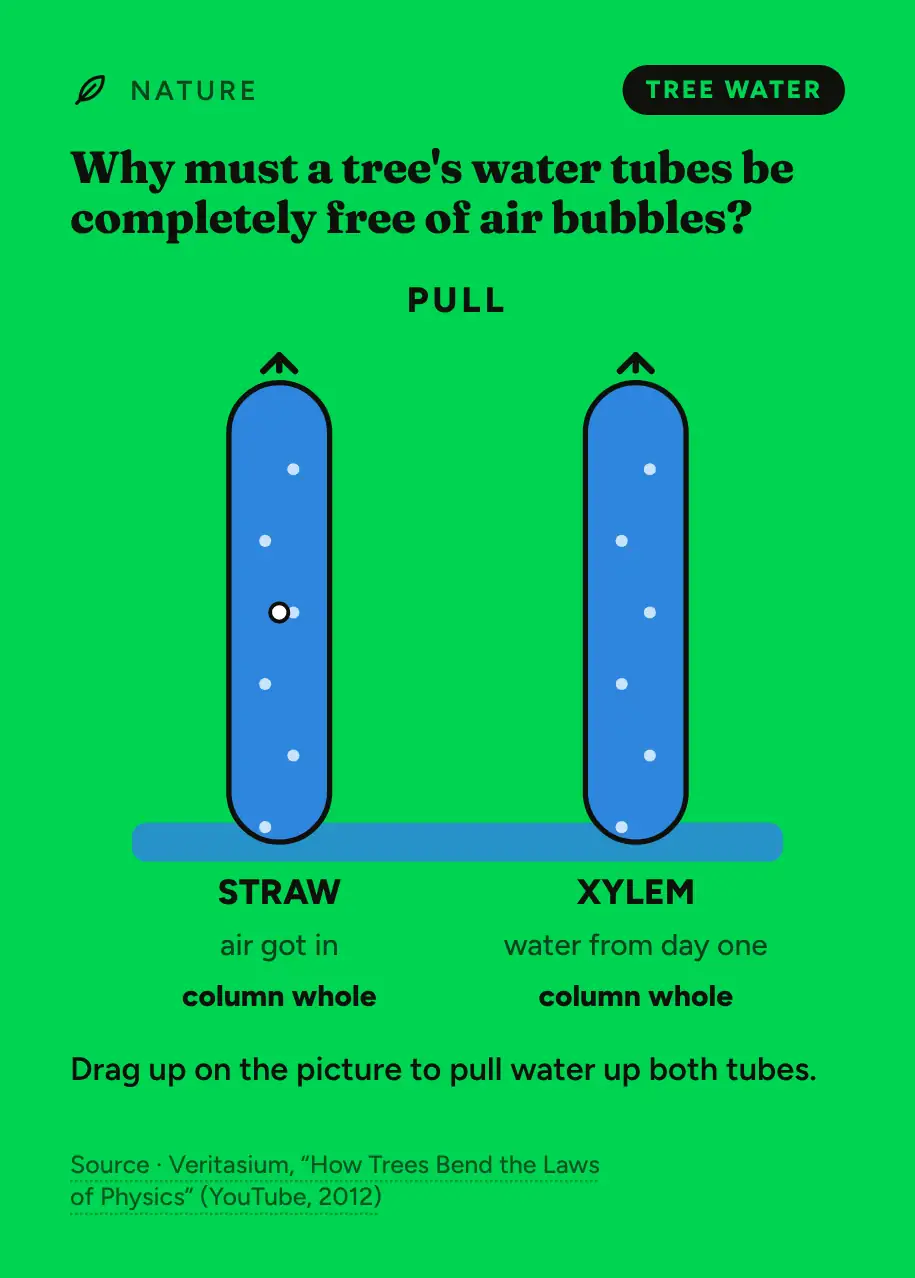 NATURE
TREE WATER
Why must a tree's water tubes be
completely free of air bubbles?
PULL
STRAW
XYLEM
air got in
water from day one
column whole
column whole
Drag up on the picture to pull water up both tubes.
Source · Veritasium, “How Trees Bend the Laws
of Physics” (YouTube, 2012)